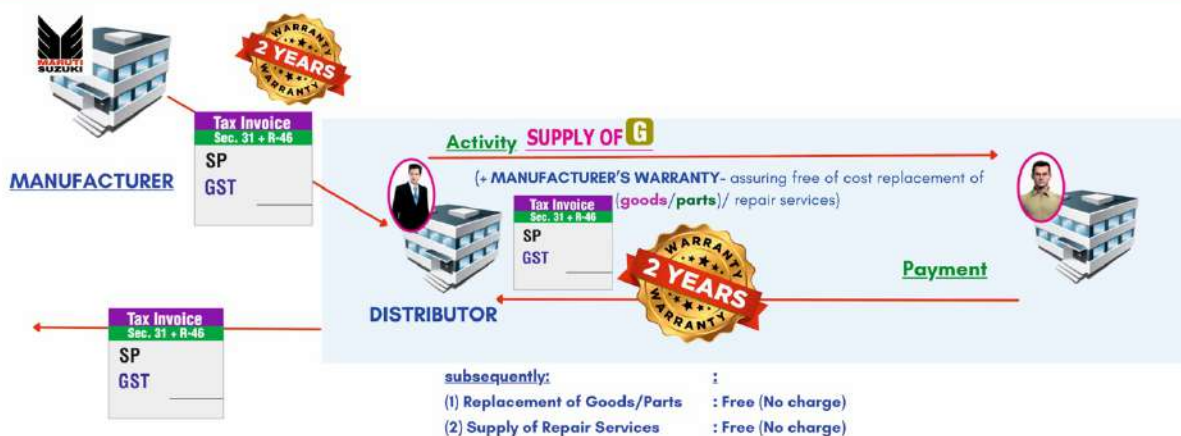 MARUTI
SUZUKI
WARRANTY
2 YEARS
WARRANTY
Tax Invoice
Sec. 31 + R-46
SP
GST
MANUFACTURER
Activity SUPPLY OF G
(+ MANUFACTURER'S WARRANTY- assuring free of cost replacement of
(goods/parts)/ repair services)
Tax Invoice
Sec. 31 + R-46
SP
GST
WARRANTY
2 YEARS
WARRANTY
Payment
DISTRIBUTOR
Tax Invoice
Sec. 31 + R-46
SP
GST
subsequently: :
(1) Replacement of Goods/Parts : Free (No charge)
(2) Supply of Repair Services : Free (No charge)